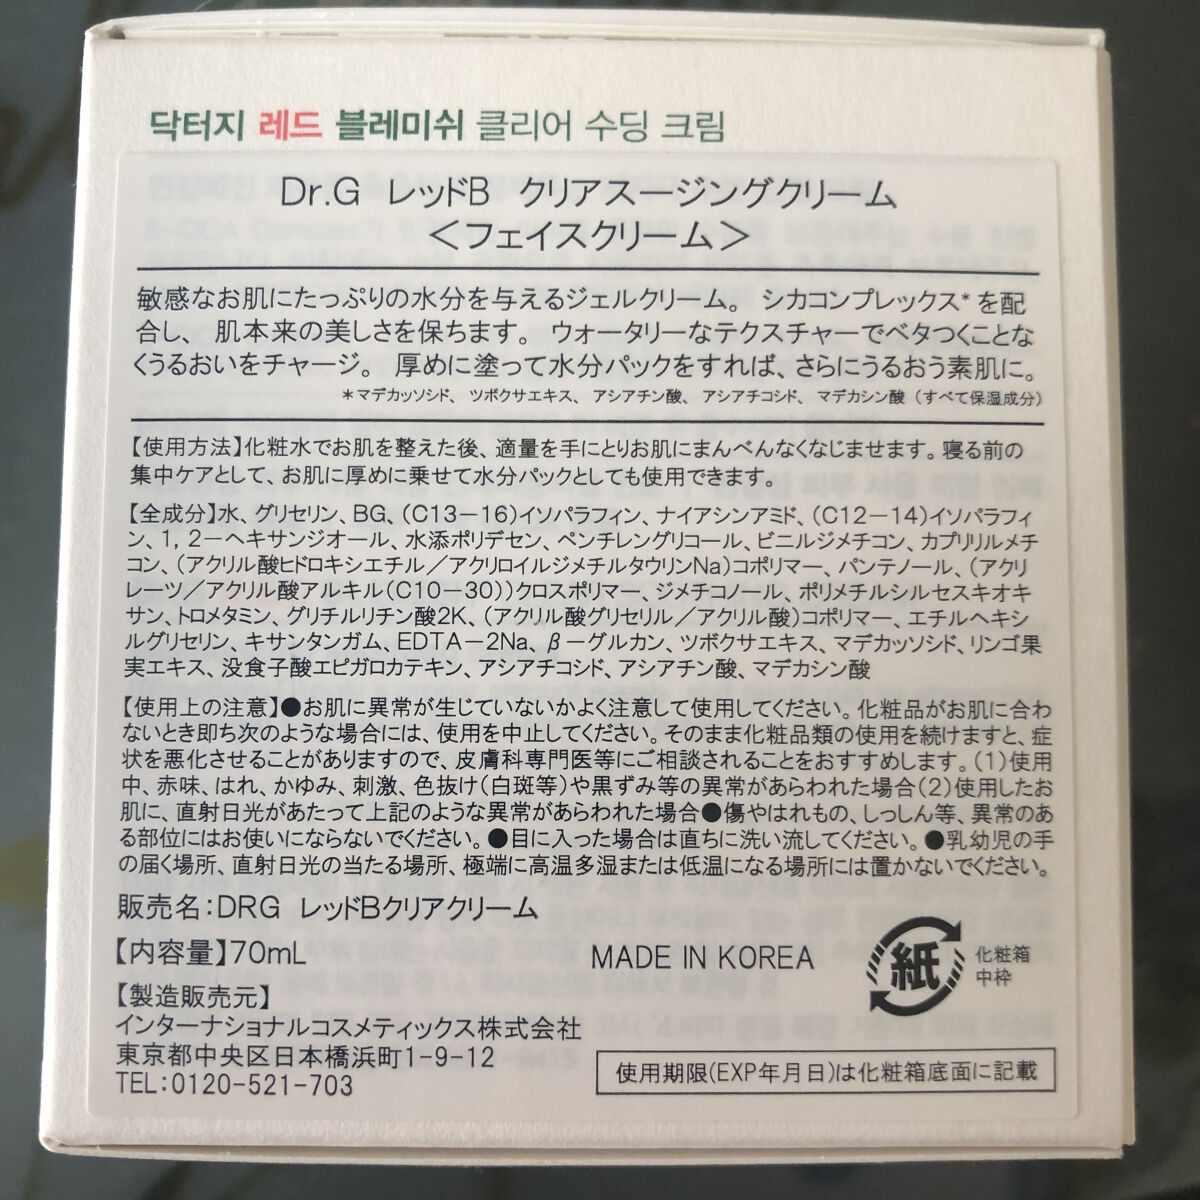 닥터지 레드 블레미쉬 클리어 수딩 크림
Dr.G レッドB クリアスージングクリーム
＜フェイスクリーム＞
敏感なお肌にたっぷりの水分を与えるジェルクリーム。 シカコンプレックス*を配
合し、 肌本来の美しさを保ちます。 ウォータリーなテクスチャーでベタつくことな
くうるおいをチャージ。 厚めに塗って水分パックをすれば、さらにうるおう素肌に。
*マデカッソシド、 ツボクサエキス、 アシアチン酸、 アシアチコシド、 マデカシン酸 (すべて保湿成分)
【使用方法】化粧水でお肌を整えた後、適量を手にとりお肌にまんべんなくなじませます。寝る前の
集中ケアとして、お肌に厚めに乗せて水分パックとしても使用できます。
【全成分】水、グリセリン、BG、(C13－16)イソパラフィン、ナイアシンアミド、(C12－14)イソパラフィ
ン、1, 2－ヘキサンジオール、水添ポリデセン、ペンチレングリコール、ビニルジメチコン、カプリリルメチ
コン、(アクリル酸ヒドロキシエチル／アクリロイルジメチルタウリンNa)コポリマー、パンテノール、(アクリ
レーツ／アクリル酸アルキル(C10－30))クロスポリマー、ジメチコノール、ポリメチルシルセスキオキ
サン、トロメタミン、グリチルリチン酸2K、(アクリル酸グリセリル／アクリル酸)コポリマー、エチルヘキシ
ルグリセリン、キサンタンガム、EDTA－2Na、β－グルカン、ツボクサエキス、マデカッソシド、リンゴ果
実エキス、没食子酸エピガロカテキン、アシアチコシド、アシアチン酸、マデカシン酸
【使用上の注意】●お肌に異常が生じていないかよく注意して使用してください。化粧品がお肌に合わ
ないとき即ち次のような場合には、使用を中止してください。そのまま化粧品類の使用を続けますと、症
状を悪化させることがありますので、皮膚科専門医等にご相談されることをおすすめします。(1)使用
中、赤味、はれ、かゆみ、刺激、色抜け(白斑等)や黒ずみ等の異常があらわれた場合(2)使用したお
肌に、直射日光があたって上記のような異常があらわれた場合●傷やはれもの、しっしん等、異常のあ
る部位にはお使いにならないでください。●目に入った場合は直ちに洗い流してください。●乳幼児の手
の届く場所、直射日光の当たる場所、極端に高温多湿または低温になる場所には置かないでください。
販売名：DRG レッドBクリアクリーム
【内容量】70mL
MADE IN KOREA
紙
化粧箱
中枠
【製造販売元】
インターナショナルコスメティックス株式会社
東京都中央区日本橋浜町1-9-12
TEL:0120-521-703
使用期限(EXP年月日)は化粧箱底面に記載